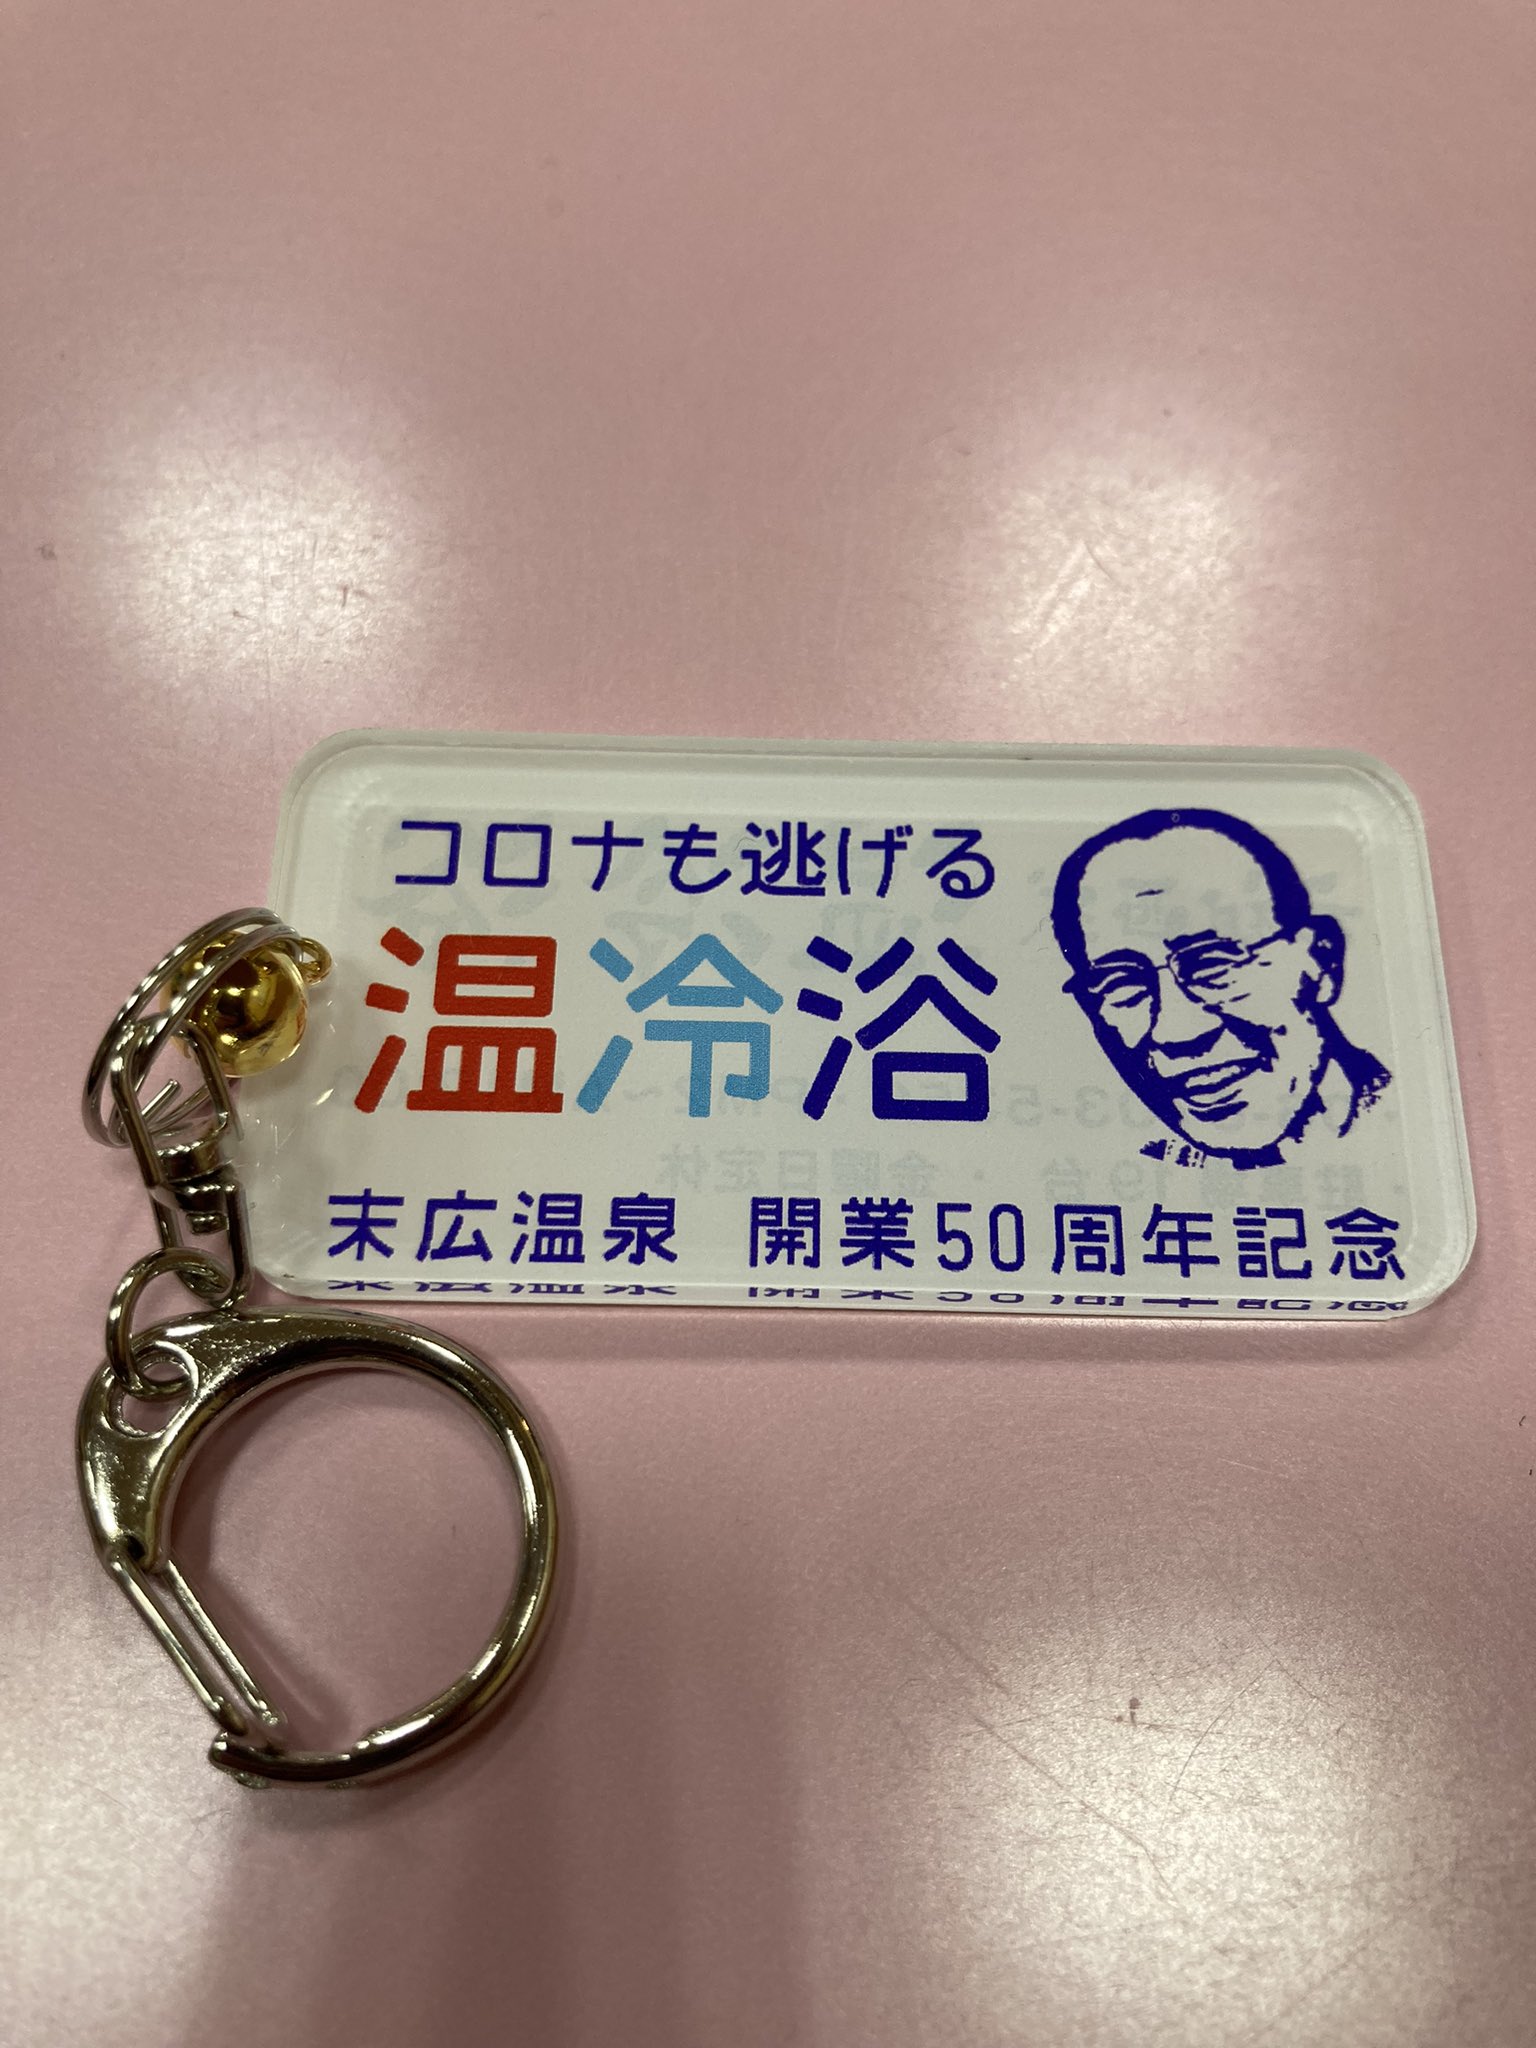 コロナも逃げる
温冷浴
末広温泉 開業50周年記念